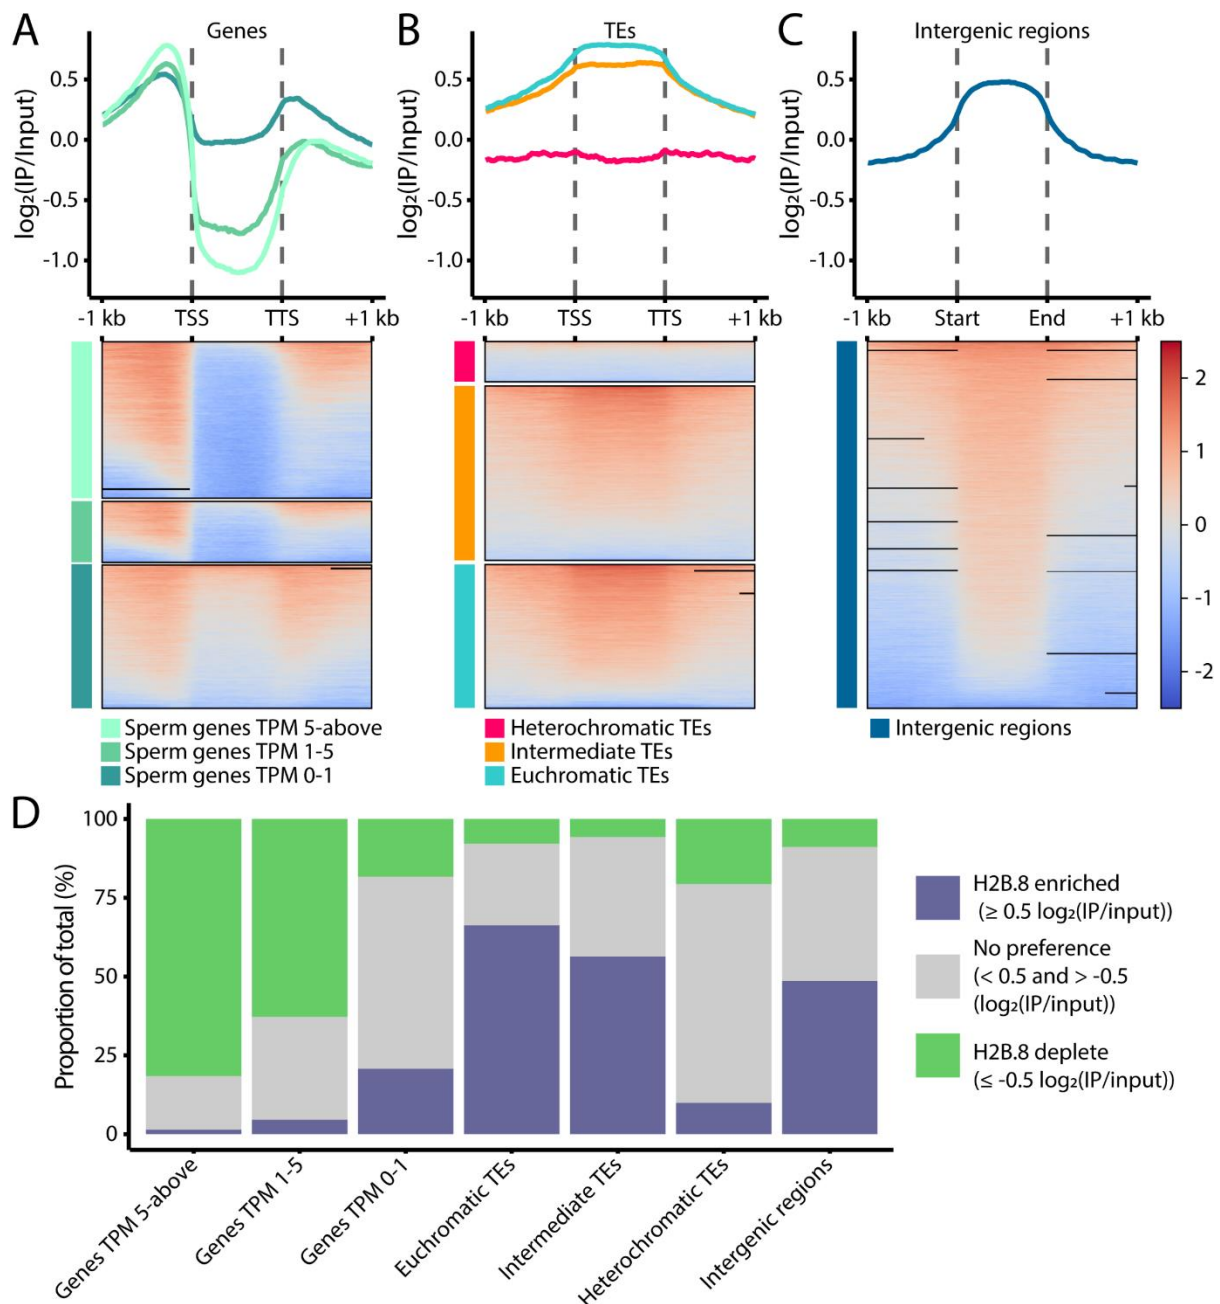 A
Genes
log₂(IP/Input)
0.5
0.0
-0.5
-1.0
-1 kb
TSS
TTS
+1 kb
Sperm genes TPM 5-above
Sperm genes TPM 1-5
Sperm genes TPM 0-1
B
TEs
log₂(IP/Input)
0.5
0.0
-0.5
-1.0
-1 kb
TSS
TTS
+1 kb
Heterochromatic TEs
Intermediate TEs
Euchromatic TEs
C
Intergenic regions
log₂(IP/Input)
0.5
0.0
-0.5
-1.0
-1 kb
Start
End
+1 kb
2
1
0
-1
-2
Intergenic regions
D
Proportion of total (%)
100
75
50
25
0
Genes TPM 5-above
Genes TPM 1-5
Genes TPM 0-1
Euchromatic TEs
Intermediate TEs
Heterochromatic TEs
Intergenic regions
H2B.8 enriched
(≥ 0.5 log₂(IP/input))
No preference
(< 0.5 and > -0.5
(log₂(IP/input))
H2B.8 deplete
(≤ -0.5 log₂(IP/input))